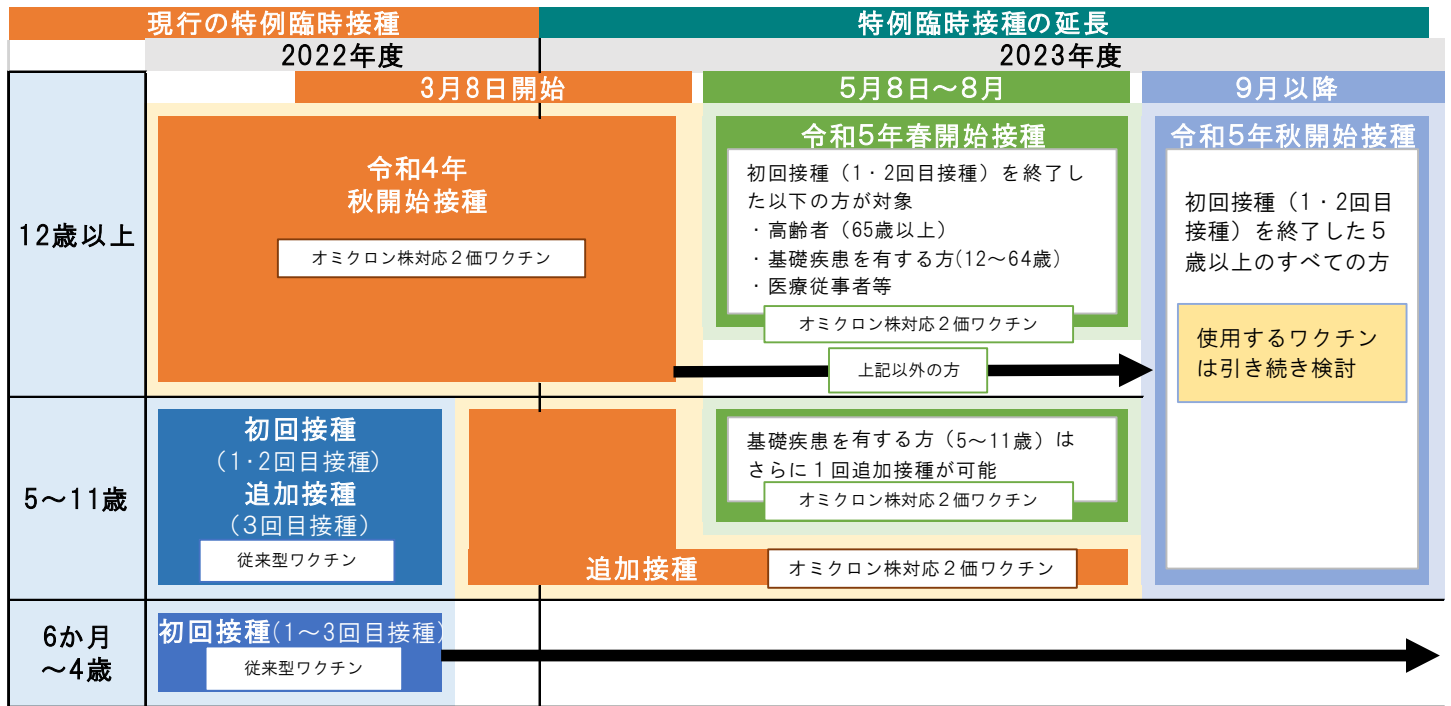 現行の特例臨時接種
特例臨時接種の延長
2022年度
2023年度
3月8日開始
5月8日～8月
9月以降
12歳以上
令和4年
秋開始接種
オミクロン株対応２価ワクチン
令和5年春開始接種
初回接種（1・2回目接種）を終了し
た以下の方が対象
・高齢者（65歳以上）
・基礎疾患を有する方(12～64歳)
・医療従事者等
オミクロン株対応２価ワクチン
上記以外の方
令和5年秋開始接種
初回接種（1・2回目
接種）を終了した５
歳以上のすべての方
使用するワクチン
は引き続き検討
5～11歳
初回接種
（1・2回目接種）
追加接種
（3回目接種）
従来型ワクチン
基礎疾患を有する方（5～11歳）は
さらに１回追加接種が可能
オミクロン株対応２価ワクチン
追加接種
オミクロン株対応２価ワクチン
6か月
～4歳
初回接種(1～3回目接種)
従来型ワクチン